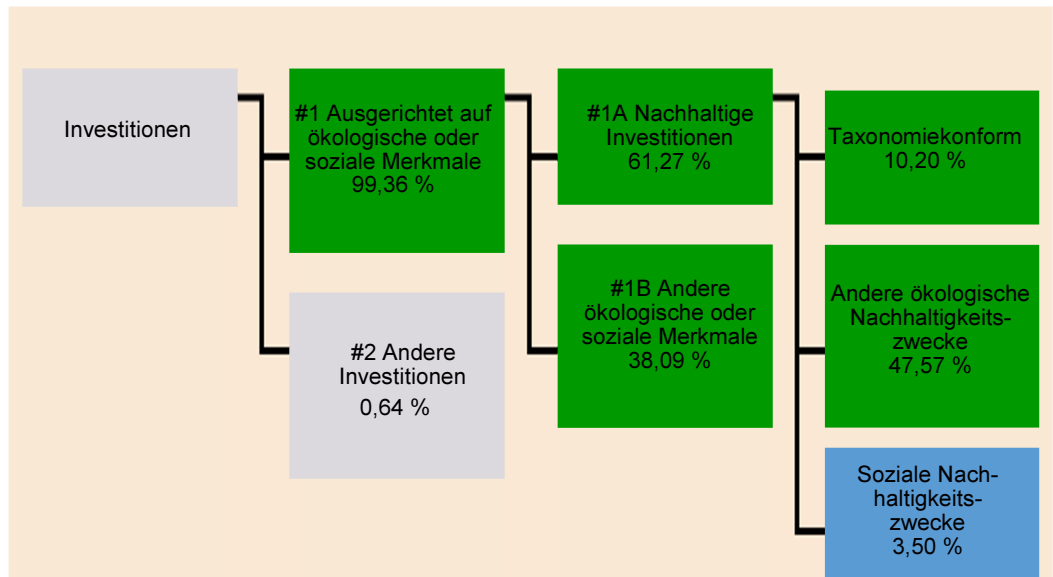 Investitionen
#1 Ausgerichtet auf
ökologische oder
soziale Merkmale
99,36 %
#2 Andere
Investitionen
0,64 %
#1A Nachhaltige
Investitionen
61,27 %
#1B Andere
ökologische oder
soziale Merkmale
38,09 %
Taxonomiekonform
10,20 %
Andere ökologische
Nachhaltigkeits-
zwecke
47,57 %
Soziale Nach-
haltigkeits-
zwecke
3,50 %